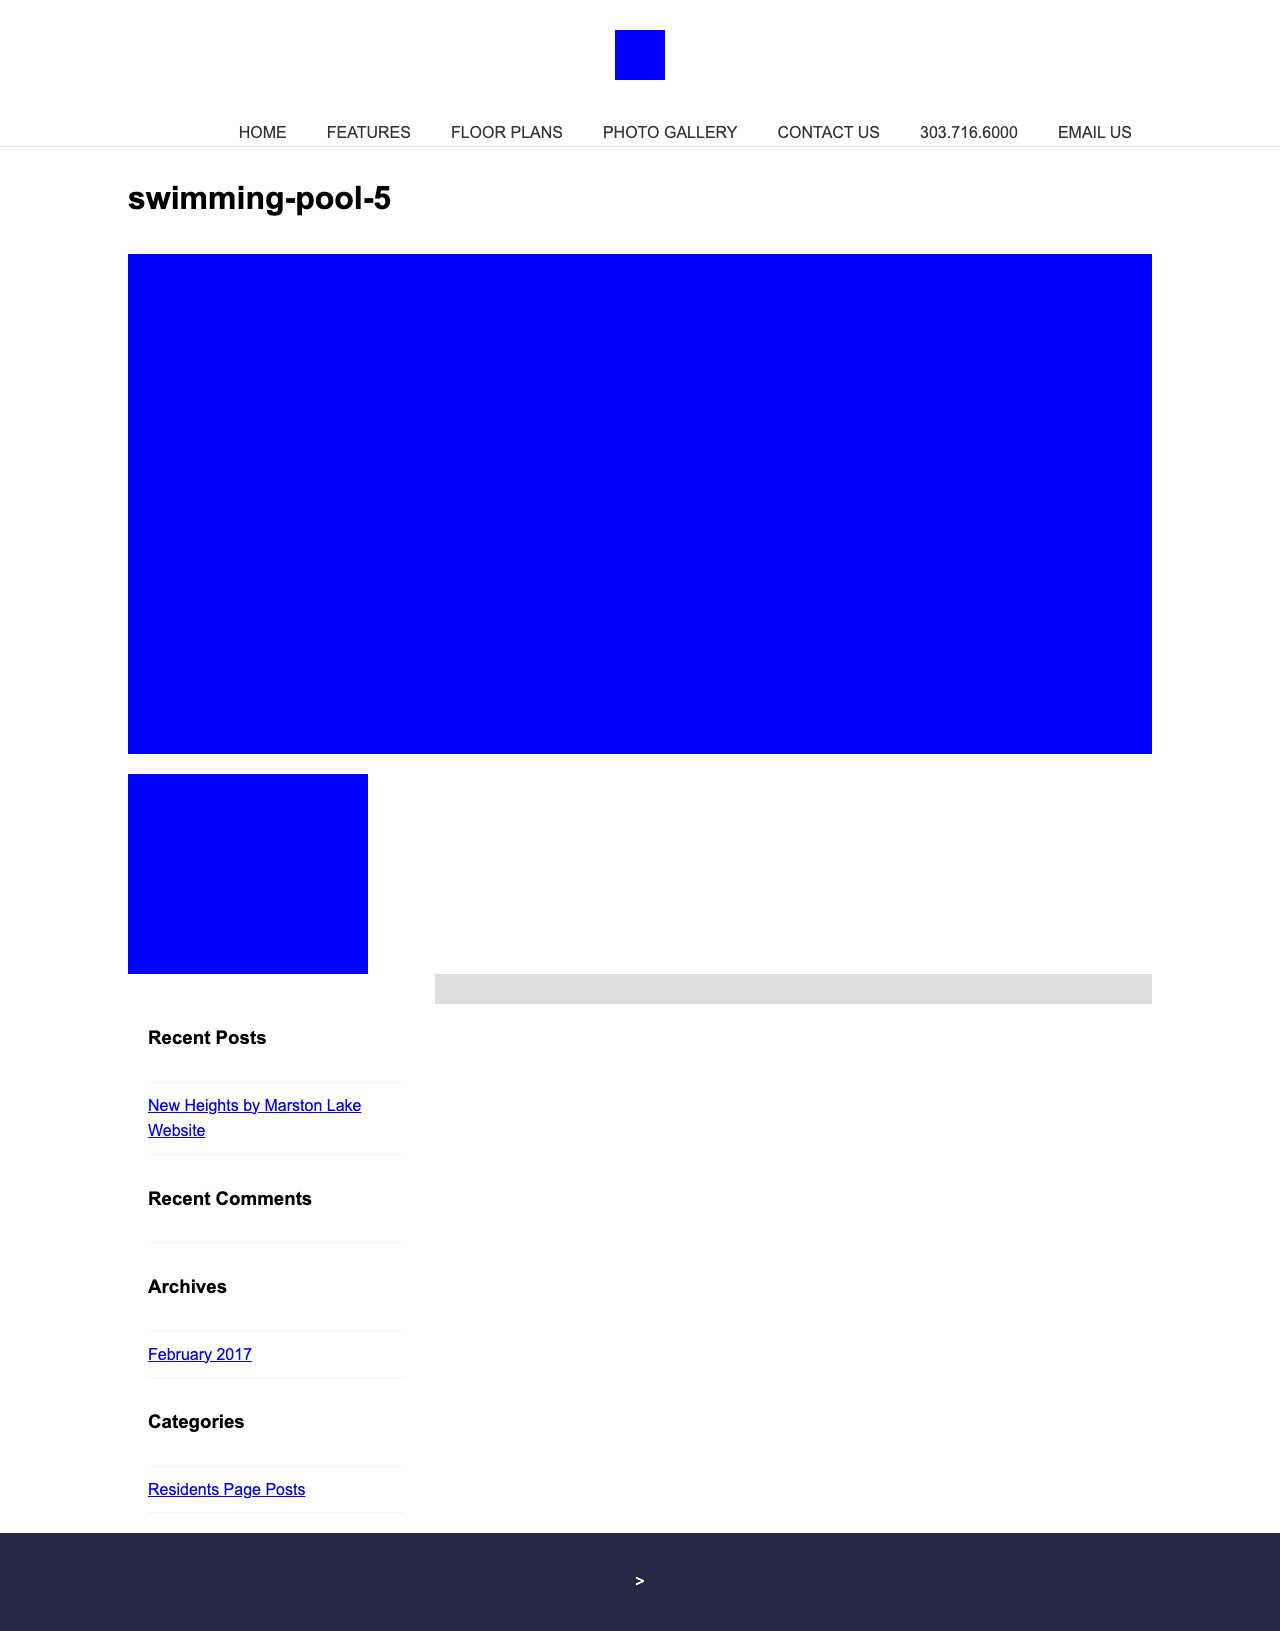 HOME FEATURES FLOOR PLANS PHOTO GALLERY CONTACT US 303.716.6000 EMAIL US
swimming-pool-5
Recent Posts
New Heights by Marston Lake
Website
Recent Comments
Archives
February 2017
Categories
Residents Page Posts
>